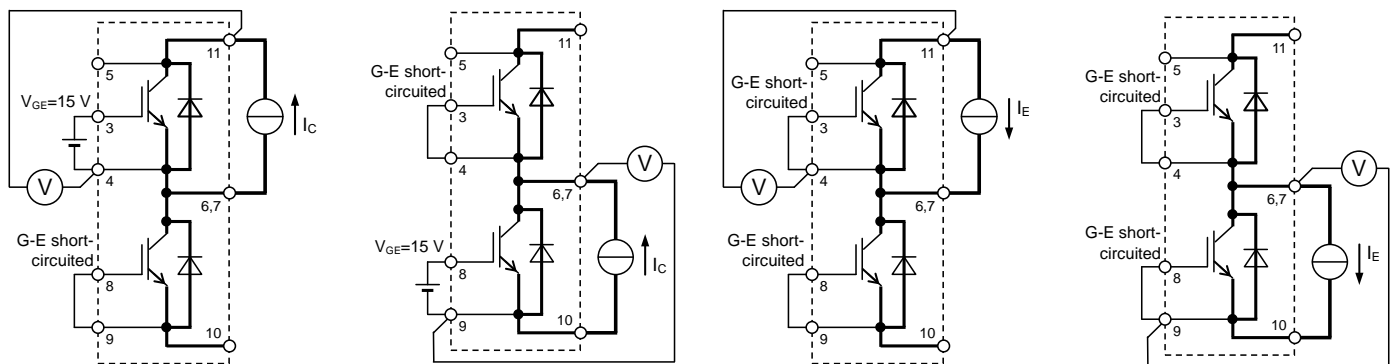 11
5
V_GE=15 V
3
4
V
I_C
6,7
G-E short-
circuited
8
9
10
11
5
G-E short-
circuited
3
4
V
6,7
V_GE=15 V
8
I_C
9
10
11
5
G-E short-
circuited
3
4
V
I_E
6,7
G-E short-
circuited
8
9
10
11
5
G-E short-
circuited
3
4
V
6,7
G-E short-
circuited
8
I_E
9
10